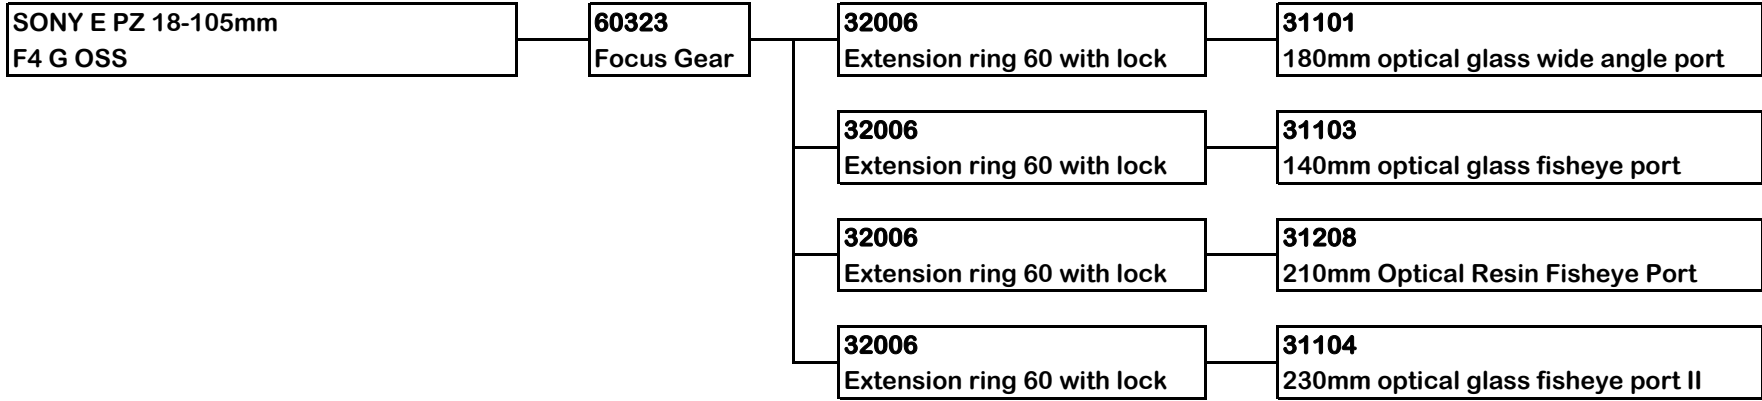 SONY E PZ 18-105mm
F4 G OSS
60323
Focus Gear
32006
Extension ring 60 with lock
31101
180mm optical glass wide angle port
32006
Extension ring 60 with lock
31103
140mm optical glass fisheye port
32006
Extension ring 60 with lock
31208
210mm Optical Resin Fisheye Port
32006
Extension ring 60 with lock
31104
230mm optical glass fisheye port II